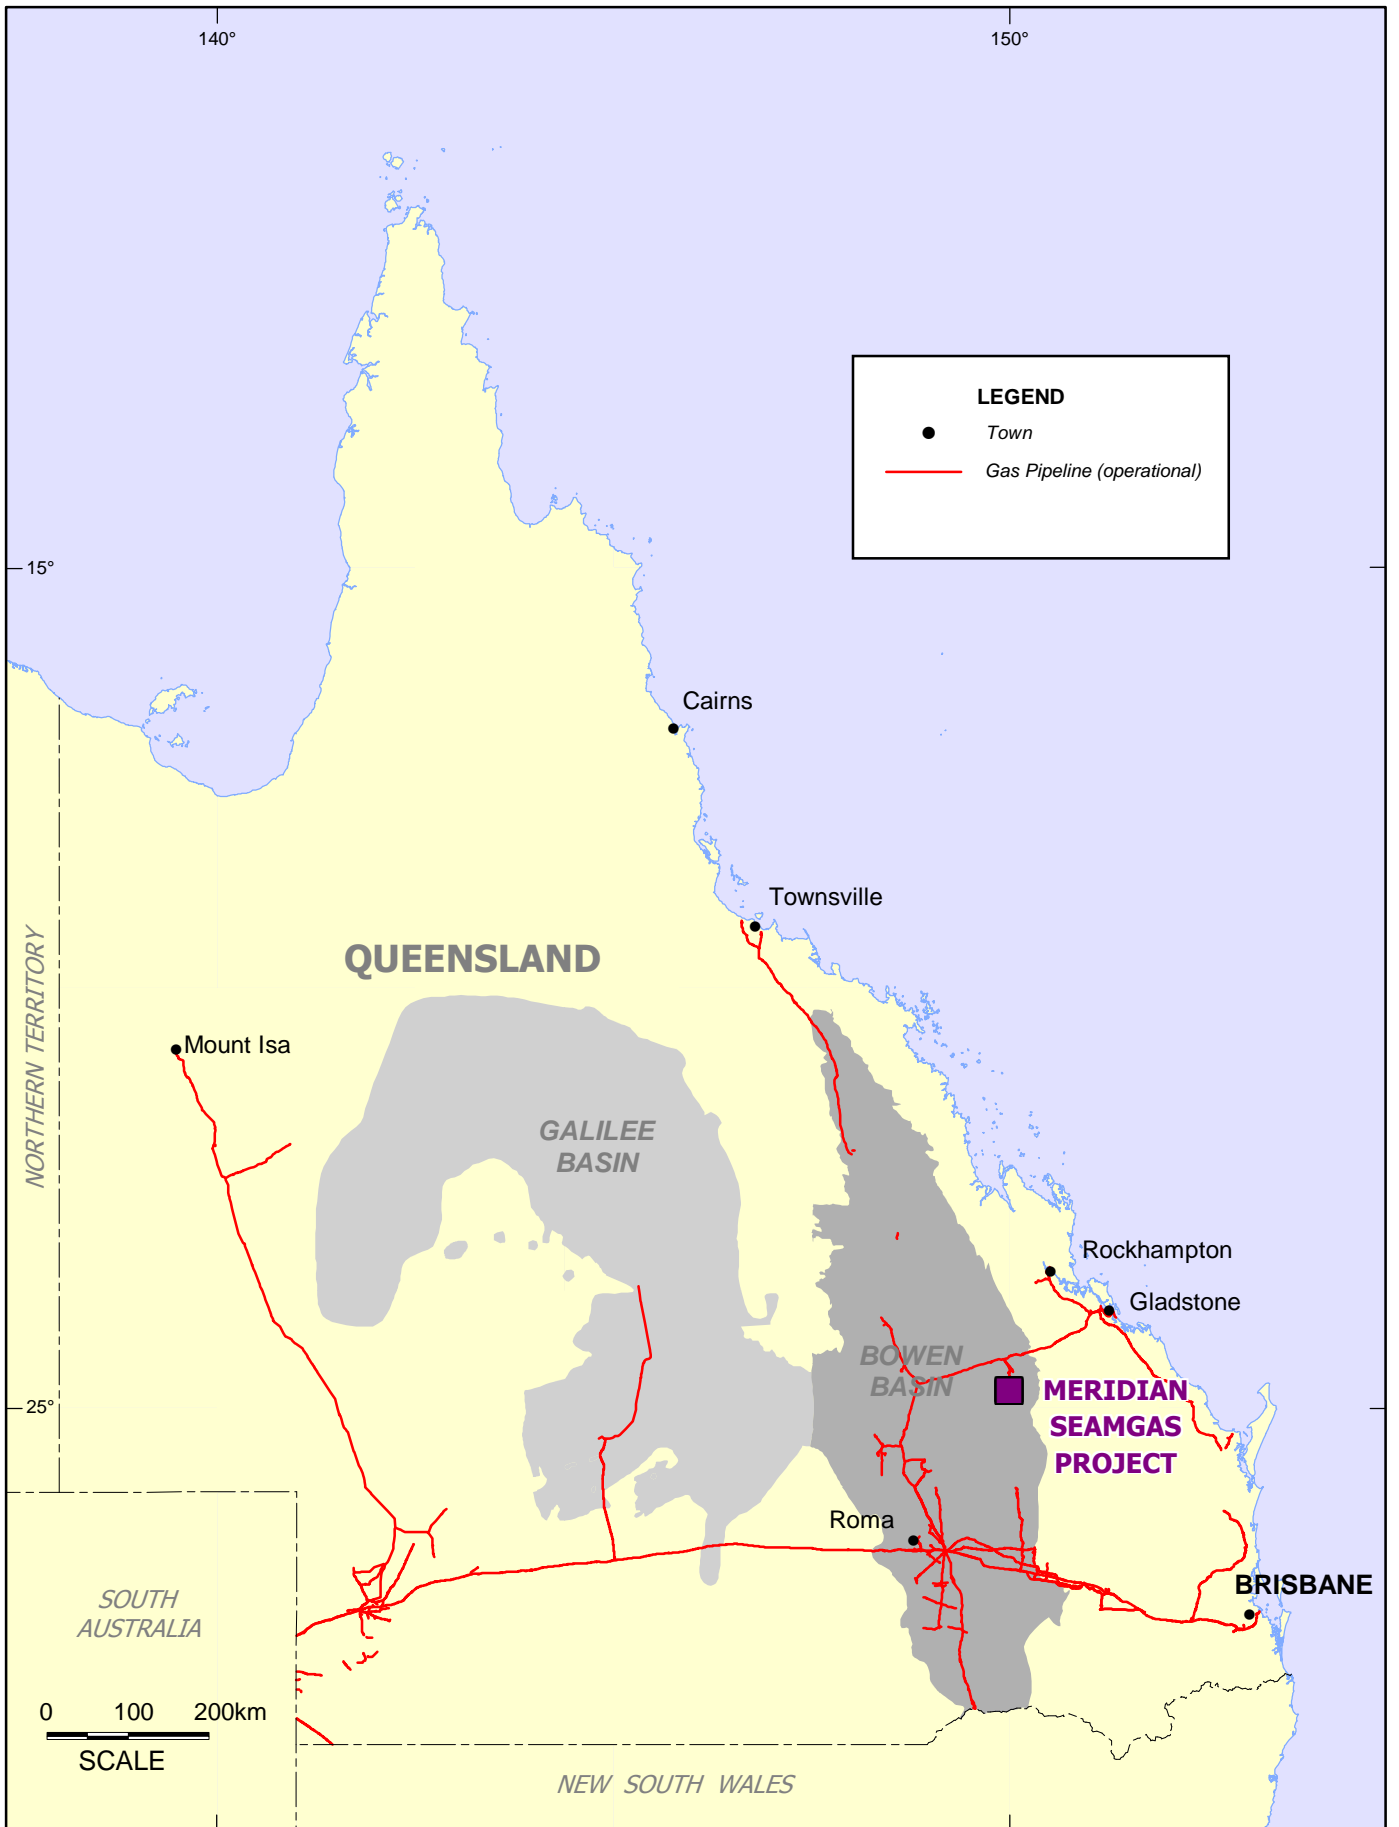 140°
150°
LEGEND
Town
Gas Pipeline (operational)
15°
Cairns
Townsville
QUEENSLAND
NORTHERN TERRITORY
Mount Isa
GALILEE
BASIN
Rockhampton
Gladstone
BOWEN
BASIN
25°
MERIDIAN
SEAMGAS
PROJECT
Roma
BRISBANE
SOUTH
AUSTRALIA
0 100 200km
SCALE
NEW SOUTH WALES